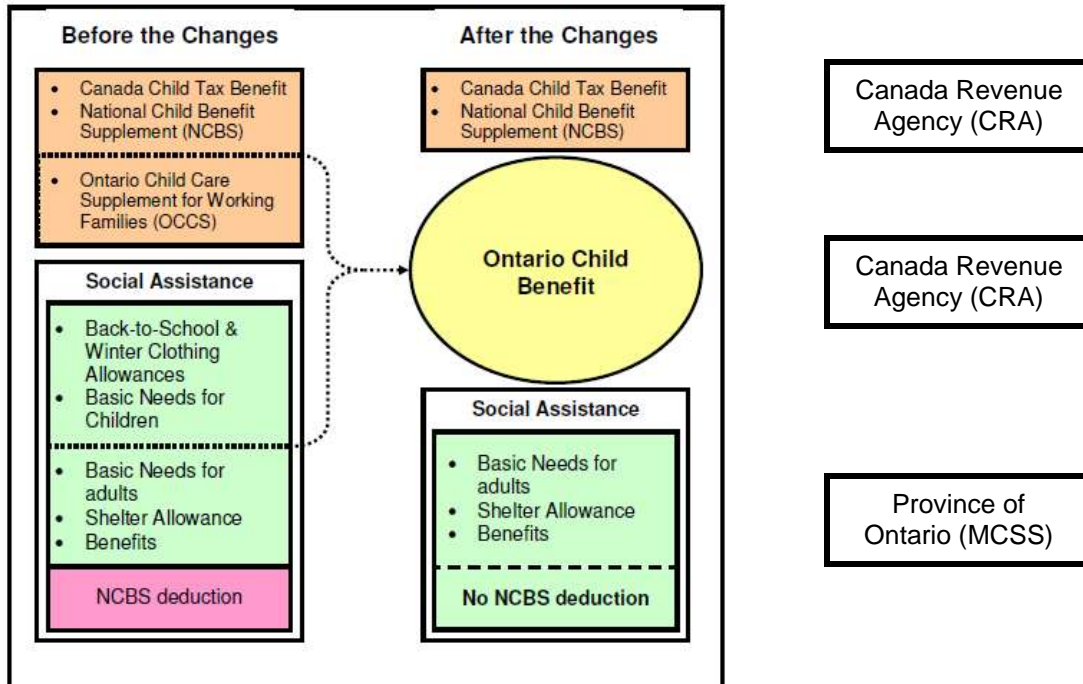 Before the Changes
• Canada Child Tax Benefit
• National Child Benefit
Supplement (NCBS)
• Ontario Child Care
Supplement for Working
Families (OCCS)
Social Assistance
• Back-to-School &
Winter Clothing
Allowances
• Basic Needs for
Children
• Basic Needs for
adults
• Shelter Allowance
• Benefits
NCBS deduction
After the Changes
• Canada Child Tax Benefit
• National Child Benefit
Supplement (NCBS)
Ontario Child
Benefit
Social Assistance
• Basic Needs for
adults
• Shelter Allowance
• Benefits
No NCBS deduction
Canada Revenue
Agency (CRA)
Canada Revenue
Agency (CRA)
Province of
Ontario (MCSS)